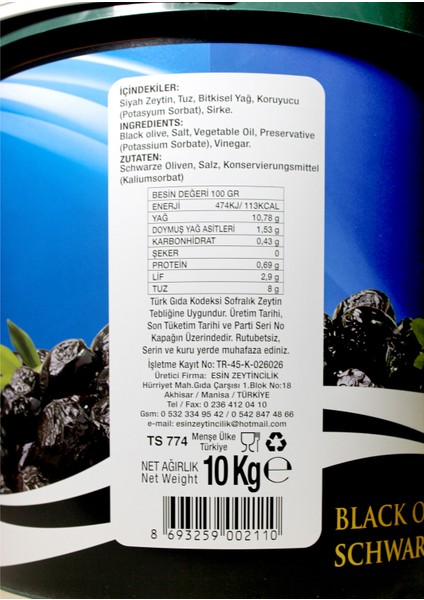 İÇİNDEKİLER:
Siyah Zeytin, Tuz, Bitkisel Yağ, Koruyucu
(Potasyum Sorbat), Sirke.
INGREDIENTS:
Black olive, Salt, Vegetable Oil, Preservative
(Potassium Sorbate), Vinegar.
ZUTATEN:
Schwarze Oliven, Salz, Konservierungsmittel
(Kaliumsorbat)
BESİN DEĞERİ 100 GR
ENERJİ 474KJ/ 113KCAL
YAĞ 10,78 g
DOYMUŞ YAĞ ASİTLERİ 1,53 g
KARBONHİDRAT 0,43 g
ŞEKER 0
PROTEİN 0,69 g
LİF 2,9 g
TUZ 8 g
Türk Gıda Kodeksi Sofralık Zeytin
Tebliğine Uygundur. Üretim Tarihi,
Son Tüketim Tarihi ve Parti Seri No
Kapağın Üzerindedir. Rutubetsiz,
Serin ve kuru yerde muhafaza ediniz.
İşletme Kayıt No: TR-45-K-026026
Üretici Firma: ESİN ZEYTİNCİLİK
Hürriyet Mah.Gıda Çarşısı 1.Blok No:18
Akhisar / Manisa / TÜRKİYE
Tel / Fax: 0 236 412 04 10
Gsm: 0 532 334 95 42 / 0 542 847 48 66
e-mail: esinzeytincilik@hotmail.com
TS 774 Menşe Ülke
Türkiye
NET AĞIRLIK
Net Weight 10 Kg e
8 693259 002110
BLACK O
SCHWAR